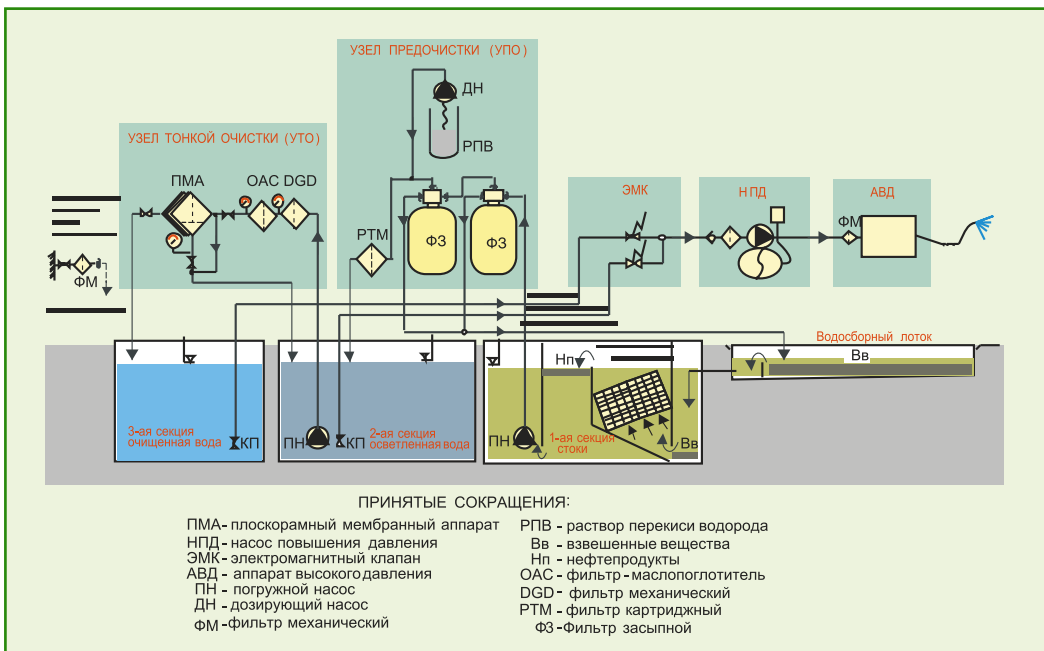 УЗЕЛ ПРЕДОЧИСТКИ (УПО)
ДН
РПВ
УЗЕЛ ТОНКОЙ ОЧИСТКИ (УТО)
ПМА
ОАС DGD
РТМ
ФЗ
ФЗ
ФМ
ЭМК
НПД
АВД
ФМ
Водосборный лоток
Вв
Нп
3-ая секция
очищенная вода
КП
ПН
КП
2-ая секция
осветленная вода
ПН
1-ая секция
стоки
Вв
ПРИНЯТЫЕ СОКРАЩЕНИЯ:
ПМА- плоскорамный мембранный аппарат
НПД - насос повышения давления
ЭМК - электромагнитный клапан
АВД - аппарат высокого давления
ПН - погружной насос
ДН - дозирующий насос
ФМ -фильтр механический
РПВ - раствор перекиси водорода
Вв - взвешенные вещества
Нп - нефтепродукты
ОАС - фильтр - маслопоглотитель
DGD - фильтр механический
РТМ - фильтр картриджный
ФЗ -Фильтр засыпной